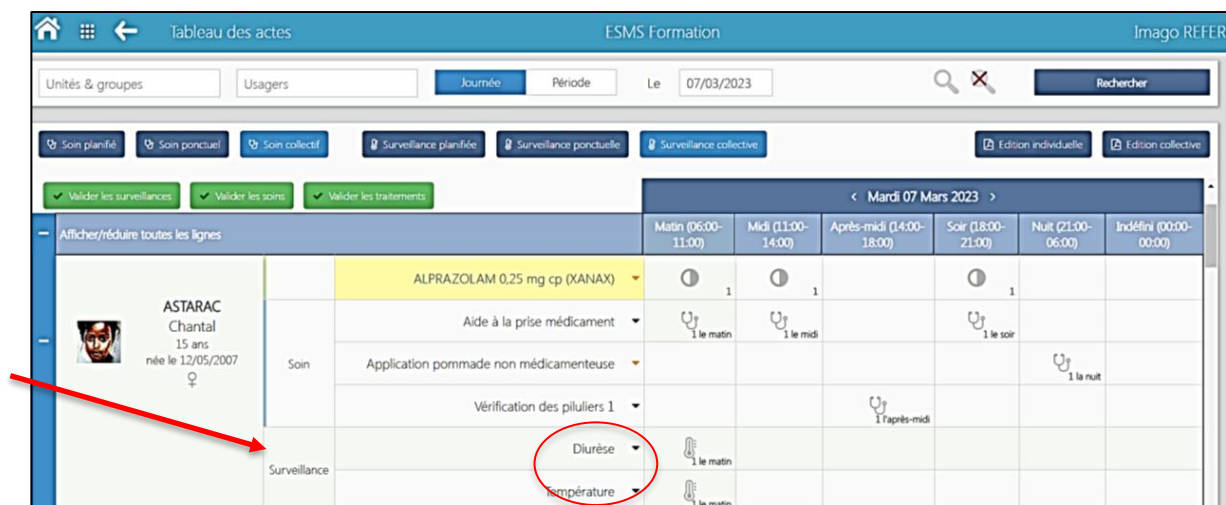 Tableau des actes ESMS Formation Imago REFER
Unités & groupes Usagers Journée Période Le 07/03/2023 Rechercher
Soin planifié Soin ponctuel Soin collectif Surveillance planifiée Surveillance ponctuelle Surveillance collective Edition individuelle Edition collective
Valider les surveillances Valider les soins Valider les traitements < Mardi 07 Mars 2023 >
Afficher/réduire toutes les lignes
Matin (06:00-11:00) Midi (11:00-14:00) Après-midi (14:00-18:00) Soir (18:00-21:00) Nuit (21:00-06:00) Indéfini (00:00-00:00)
ASTARAC
Chantal
15 ans
née le 12/05/2007
♀
ALPRAZOLAM 0,25 mg cp (XANAX) 1 1 1
Soin
Aide à la prise médicament 1 le matin 1 le midi 1 le soir
Application pommade non médicamenteuse 1 la nuit
Vérification des piluliers 1 1 l'après-midi
Surveillance
Diurèse 1 le matin
Température 1 le matin